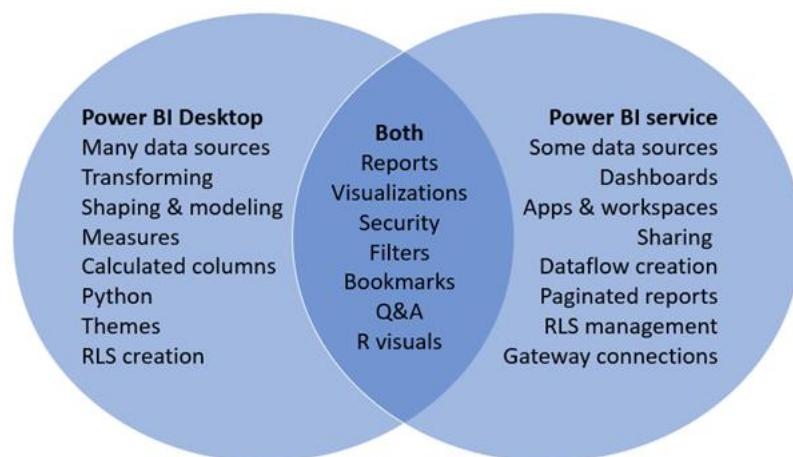 Power BI Desktop
Many data sources
Transforming
Shaping & modeling
Measures
Calculated columns
Python
Themes
RLS creation
Both
Reports
Visualizations
Security
Filters
Bookmarks
Q&A
R visuals
Power BI service
Some data sources
Dashboards
Apps & workspaces
Sharing
Dataflow creation
Paginated reports
RLS management
Gateway connections